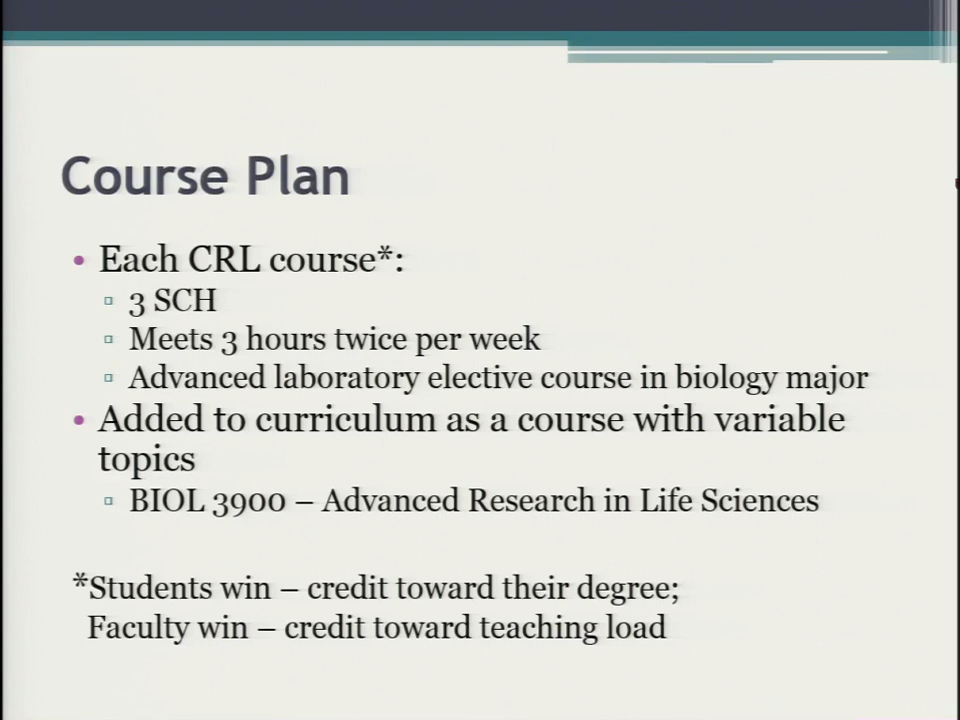 Course Plan
• Each CRL course*:
▫ 3 SCH
▫ Meets 3 hours twice per week
▫ Advanced laboratory elective course in biology major
• Added to curriculum as a course with variable
topics
▫ BIOL 3900 – Advanced Research in Life Sciences
*Students win – credit toward their degree;
Faculty win – credit toward teaching load